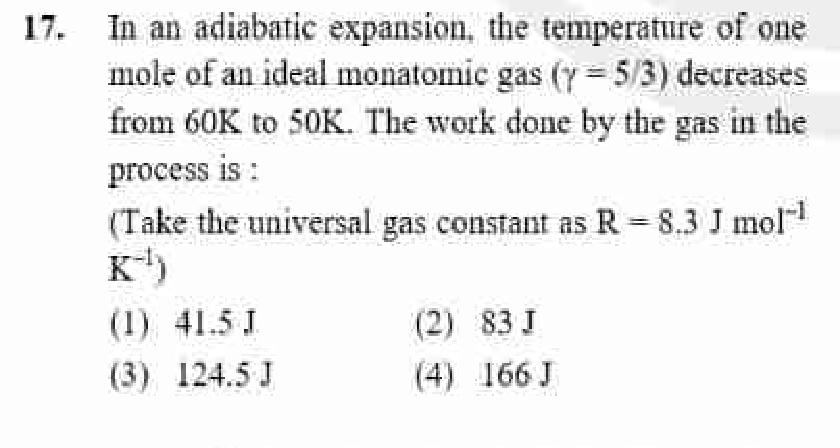 17. In an adiabatic expansion, the temperature of one
mole of an ideal monatomic gas (γ = 5/3) decreases
from 60K to 50K. The work done by the gas in the
process is :
(Take the universal gas constant as R = 8.3 J mol⁻¹
K⁻¹)
(1) 41.5 J (2) 83 J
(3) 124.5 J (4) 166 J